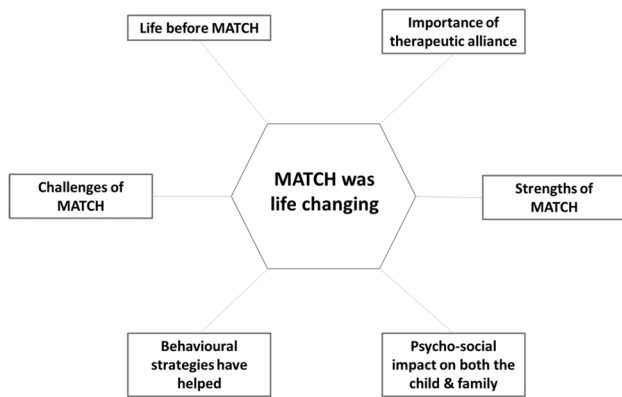 Life before MATCH
Importance of
therapeutic alliance
MATCH was
life changing
Challenges of
MATCH
Strengths of
MATCH
Behavioural
strategies have
helped
Psycho-social
impact on both the
child & family